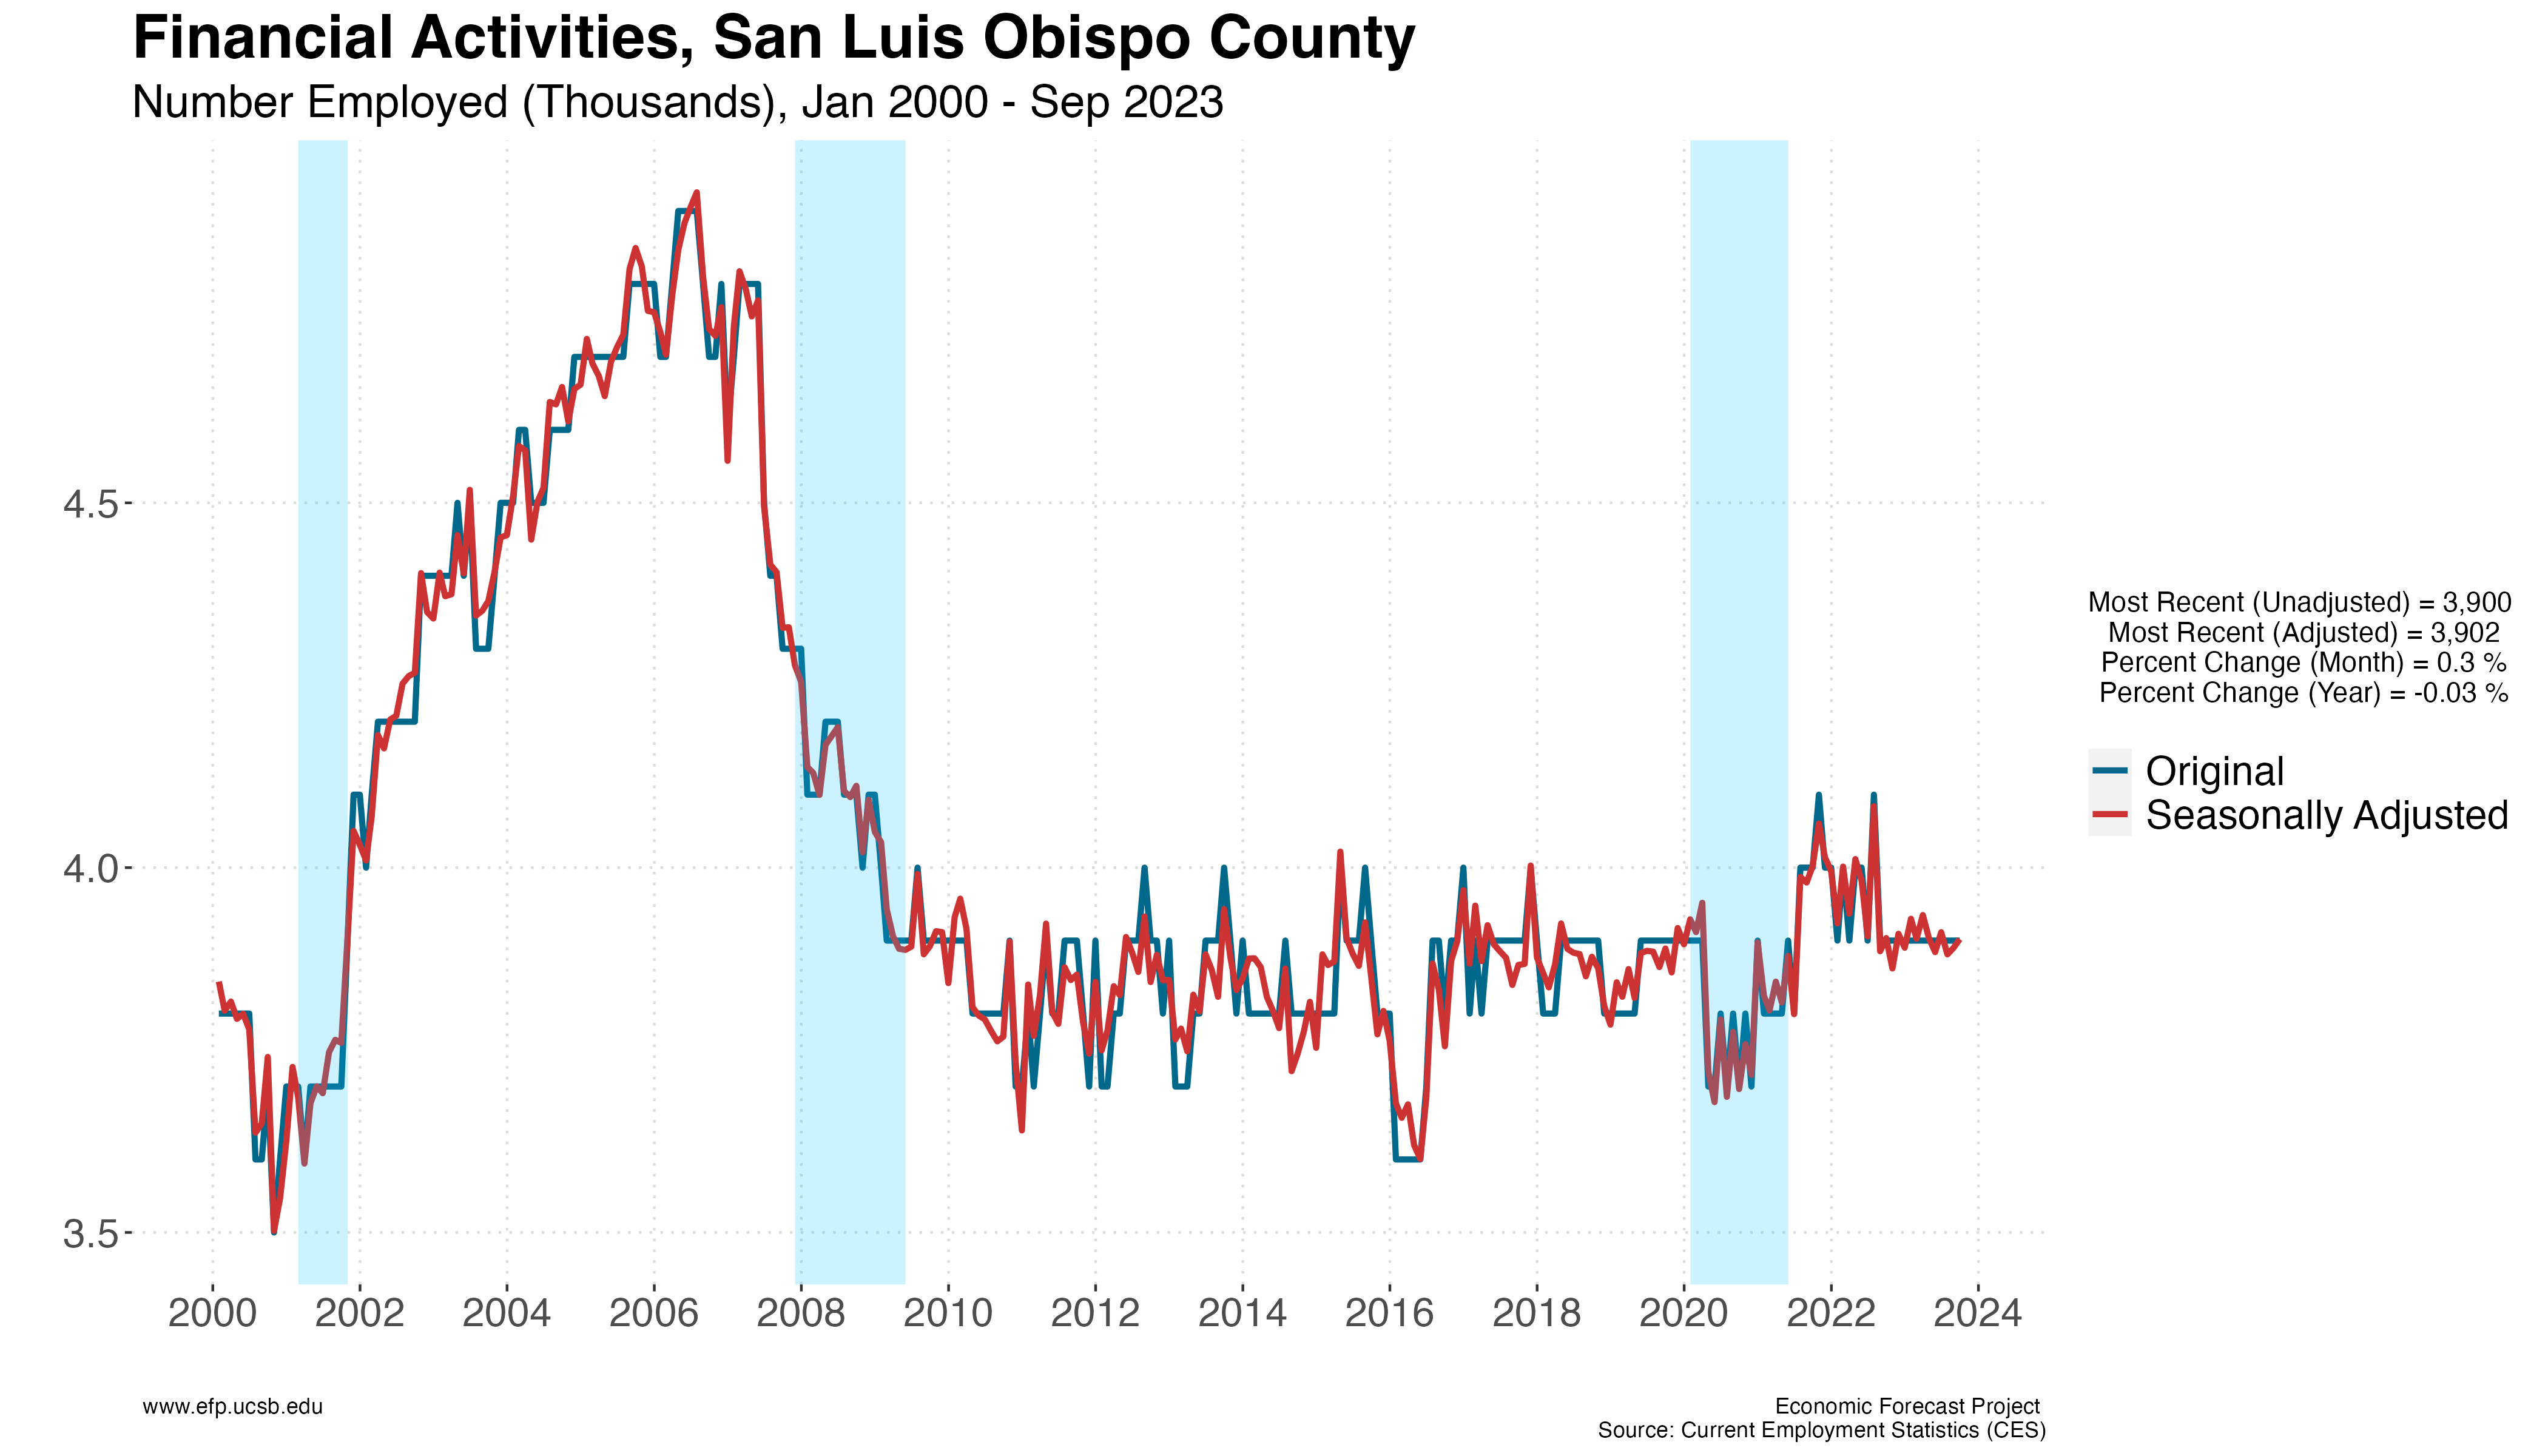 Financial Activities, San Luis Obispo County
Number Employed (Thousands), Jan 2000 - Sep 2023
4.5
4.0
3.5
2000 2002 2004 2006 2008 2010 2012 2014 2016 2018 2020 2022 2024
Most Recent (Unadjusted) = 3,900
Most Recent (Adjusted) = 3,902
Percent Change (Month) = 0.3 %
Percent Change (Year) = -0.03 %
Original
Seasonally Adjusted
www.efp.ucsb.edu
Economic Forecast Project
Source: Current Employment Statistics (CES)